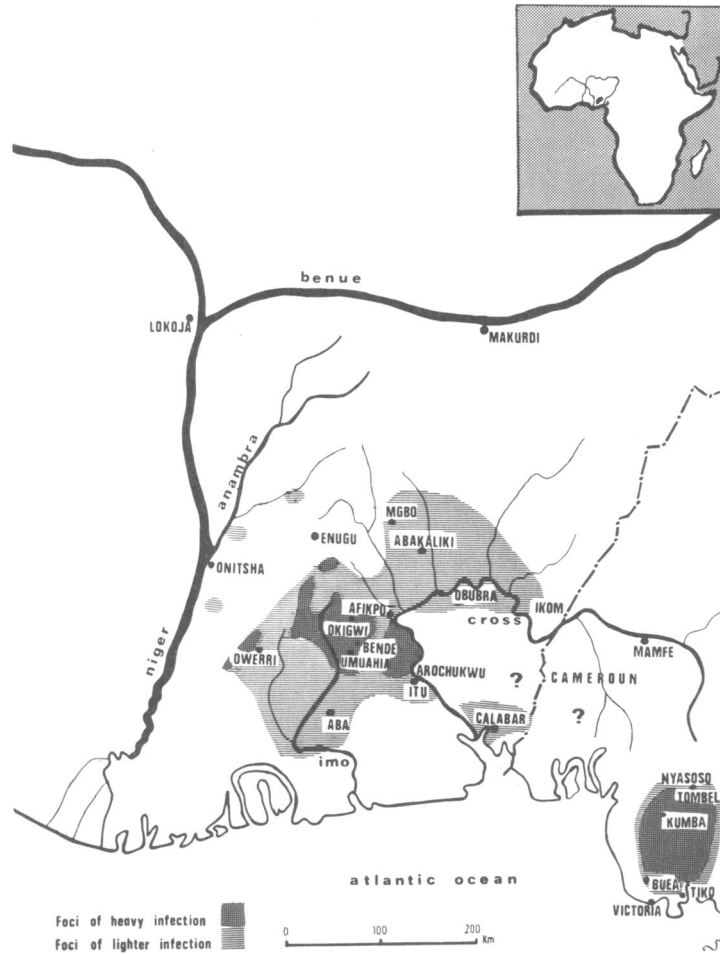 benue
LOKOJA
MAKURDI
anambra
MGBO
ENUGU
ABAKALIKI
ONITSHA
OBUBRA
AFIKPO
IKOM
cross
OKIGWI
BENDE
MAMFE
OWERRI
UMUAHIA
niger
AROCHUKWU
? CAMEROUN
ITU
?
ABA
CALABAR
imo
NYASOSO
TOMBEL
KUMBA
atlantic ocean
BUEA
TIKO
VICTORIA
Foci of heavy infection
Foci of lighter infection
0 100 200
Km